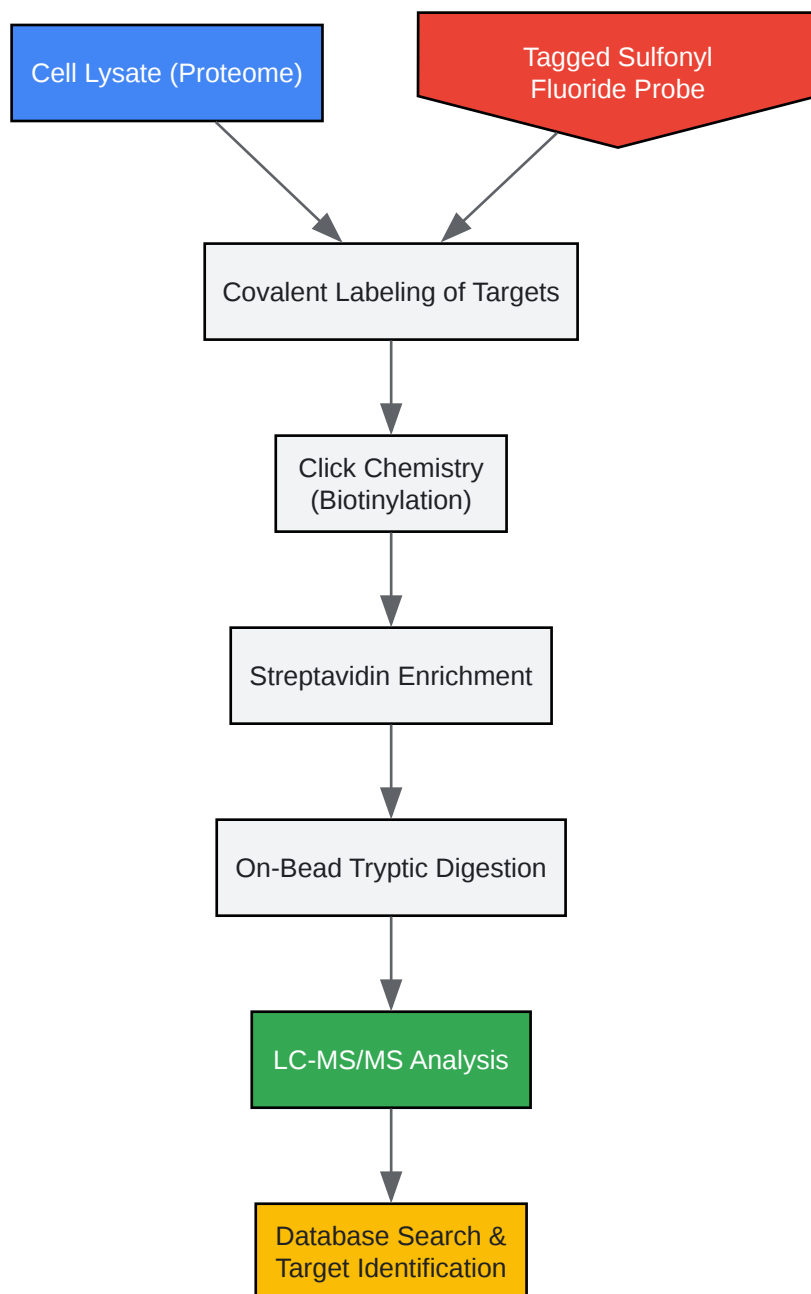 Cell Lysate (Proteome)
Tagged Sulfonyl
Fluoride Probe
Covalent Labeling of Targets
Click Chemistry
(Biotinylation)
Streptavidin Enrichment
On-Bead Tryptic Digestion
LC-MS/MS Analysis
Database Search &
Target Identification